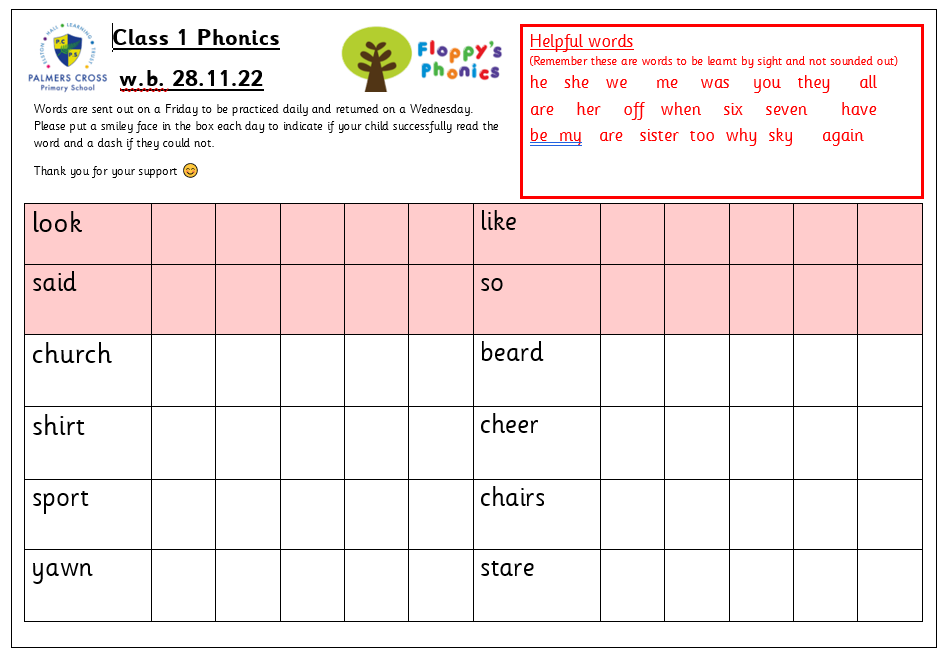 TETTENHALL LEARNING TRUST
P.C P.S
PALMERS CROSS
Primary School
Class 1 Phonics
w.b. 28.11.22
Floppy's
Phonics
Words are sent out on a Friday to be practiced daily and returned on a Wednesday.
Please put a smiley face in the box each day to indicate if your child successfully read the
word and a dash if they could not.
Thank you for your support 😊
Helpful words
(Remember these are words to be learnt by sight and not sounded out)
he she we me was you they all
are her off when six seven have
be my are sister too why sky again
look like
said so
church beard
shirt cheer
sport chairs
yawn stare